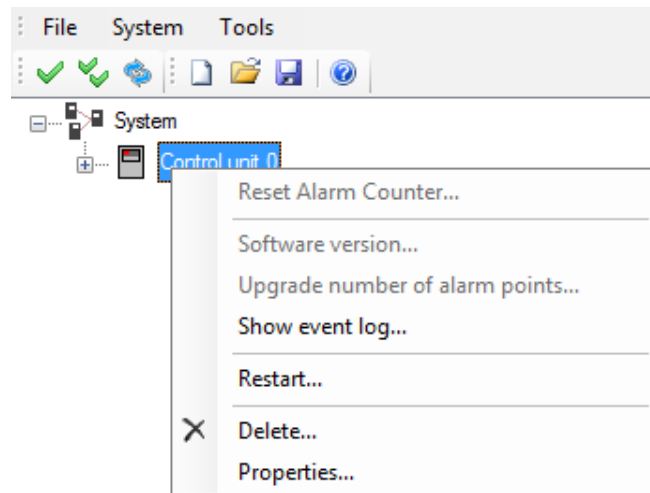 File System Tools
System
Control unit 0
Reset Alarm Counter...
Software version...
Upgrade number of alarm points...
Show event log...
Restart...
Delete...
Properties...